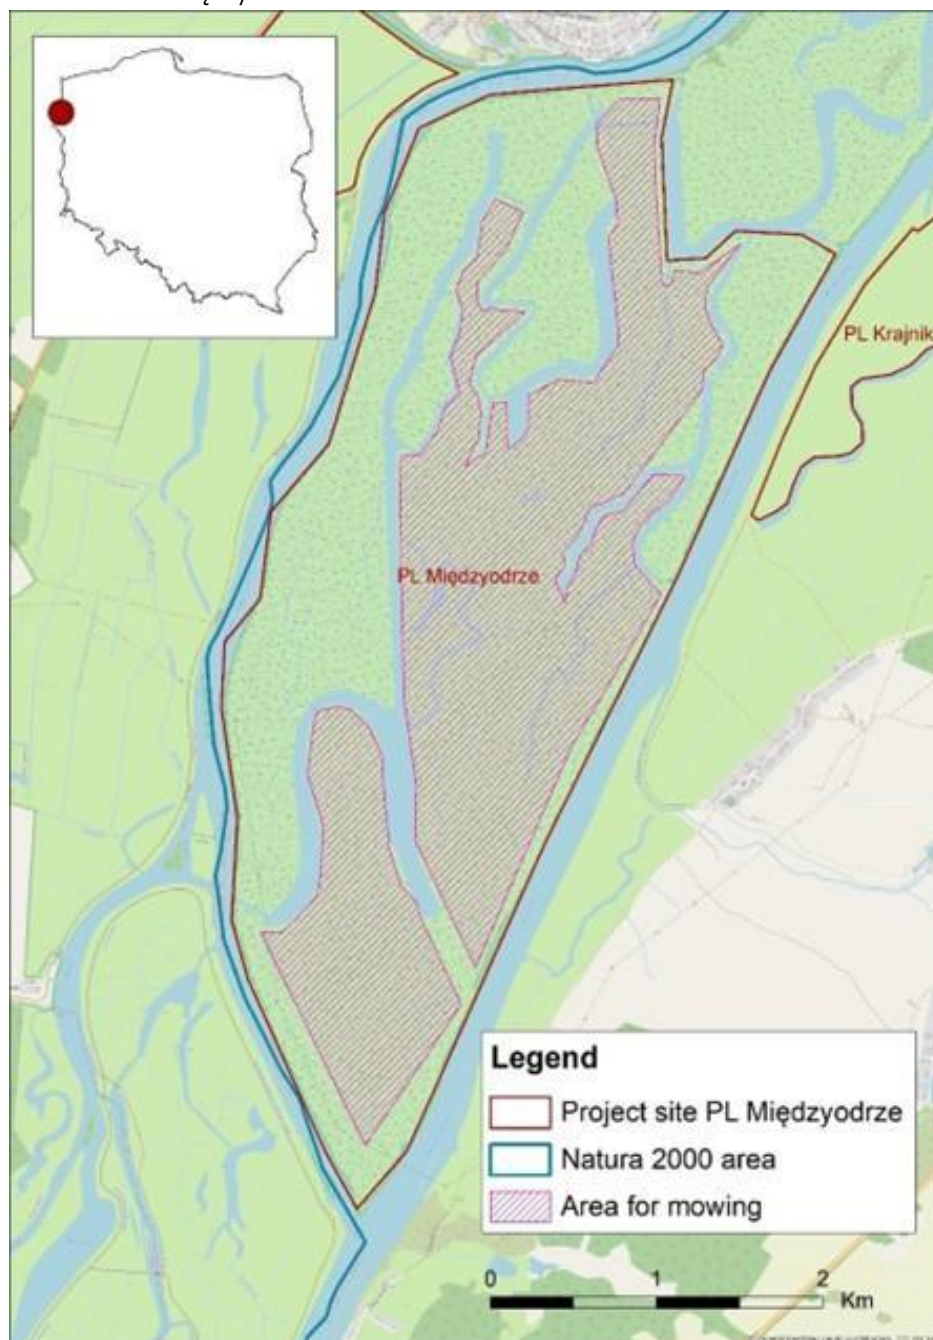 PL Krajnik
PL Międzyodrze
Legend
Project site PL Międzyodrze
Natura 2000 area
Area for mowing
0 1 2
Km